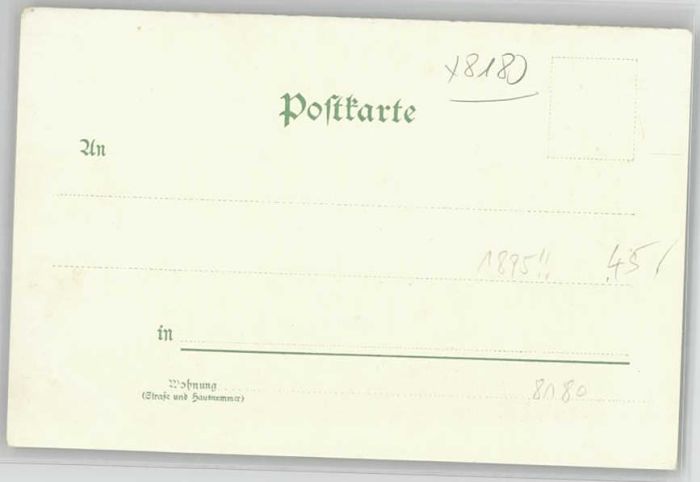 x8180
Postkarte
An
1895!!
45/
in
Wohnung
8180
(Straße und Hausnummer)